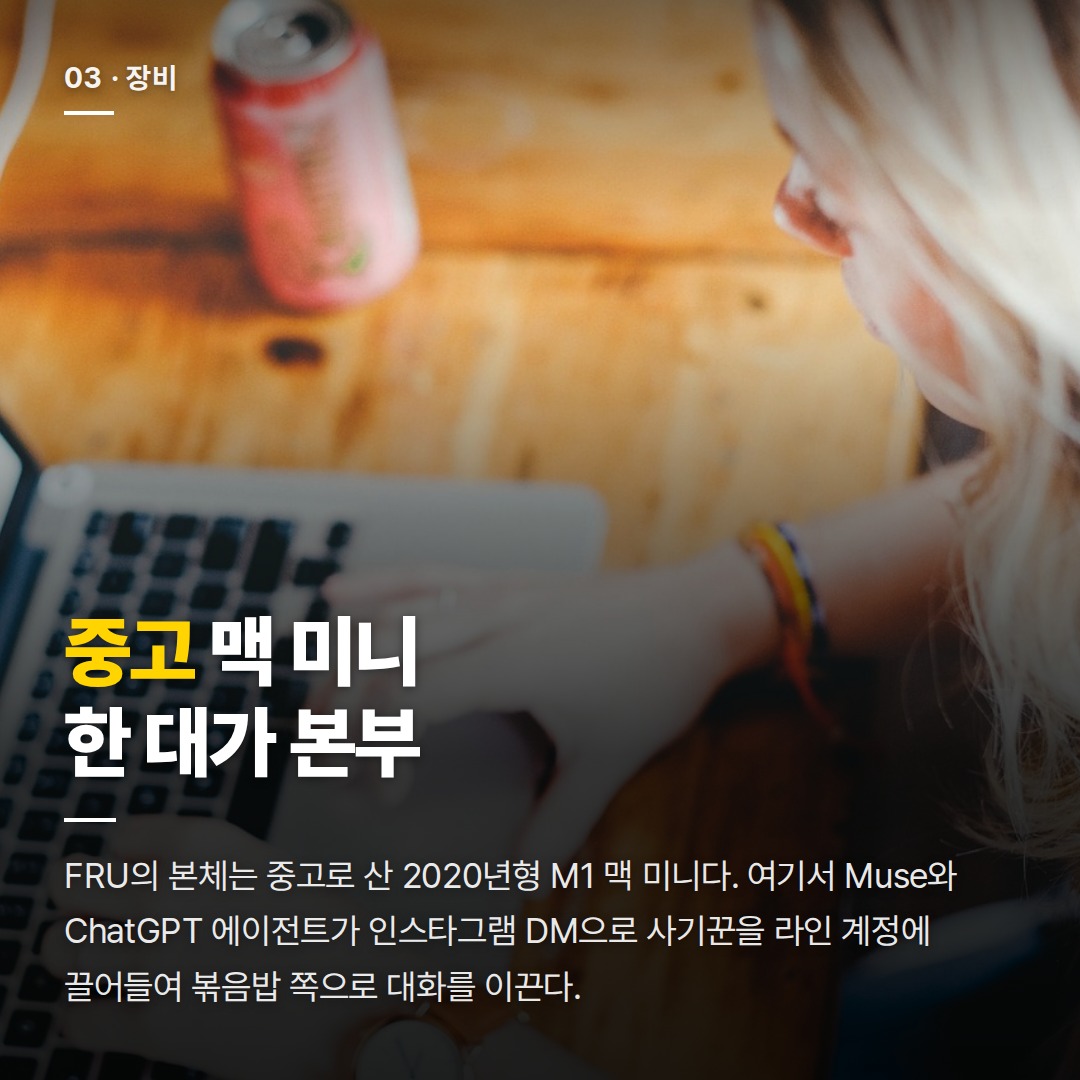 03 · 장비
중고 맥 미니
한 대가 본부
FRU의 본체는 중고로 산 2020년형 M1 맥 미니다. 여기서 Muse와
ChatGPT 에이전트가 인스타그램 DM으로 사기꾼을 라인 계정에
끌어들여 볶음밥 쪽으로 대화를 이끈다.